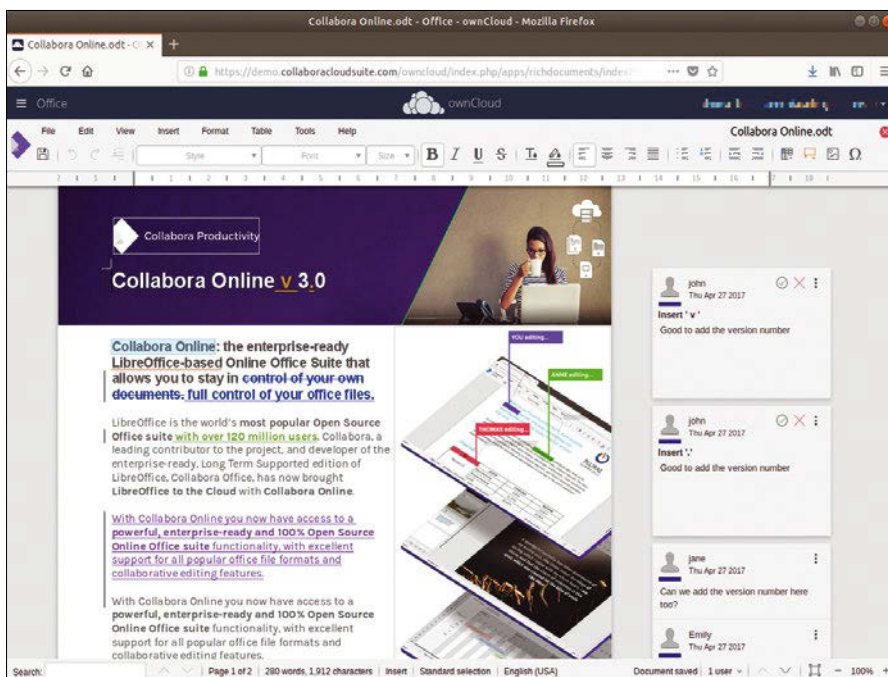 Collabora Online.odt - Office - ownCloud - Mozilla Firefox
Collabora Online.odt - O
https://demo.collaboracloudsuite.com/owncloud/index.php/apps/richdocuments/index
Office
ownCloud
File Edit View Insert Format Table Tools Help
Collabora Online.odt
Style Font Size
Collabora Productivity
Collabora Online v 3.0
Collabora Online: the enterprise-ready
LibreOffice-based Online Office Suite that
allows you to stay in control of your own
documents. full control of your office files.
LibreOffice is the world's most popular Open Source
Office suite with over 120 million users. Collabora, a
leading contributor to the project, and developer of the
enterprise-ready, Long Term Supported edition of
LibreOffice, Collabora Office, has now brought
LibreOffice to the Cloud with Collabora Online.
With Collabora Online you now have access to a
powerful, enterprise-ready and 100% Open Source
Online Office suite functionality, with excellent
support for all popular office file formats and
collaborative editing features.
With Collabora Online you now have access to a
powerful, enterprise-ready and 100% Open Source
Online Office suite functionality, with excellent
support for all popular office file formats and
collaborative editing features.
YOU editing...
ANNE editing...
THOMAS editing...
john
Thu Apr 27 2017
Insert ' v '
Good to add the version number
john
Thu Apr 27 2017
Insert '.'
Good to add the version number
jane
Thu Apr 27 2017
Can we add the version number here
too?
Emily
Thu Apr 27 2017
Search: Page 1 of 2 280 words, 1,912 characters Insert Standard selection English (USA) Document saved 1 user 100%